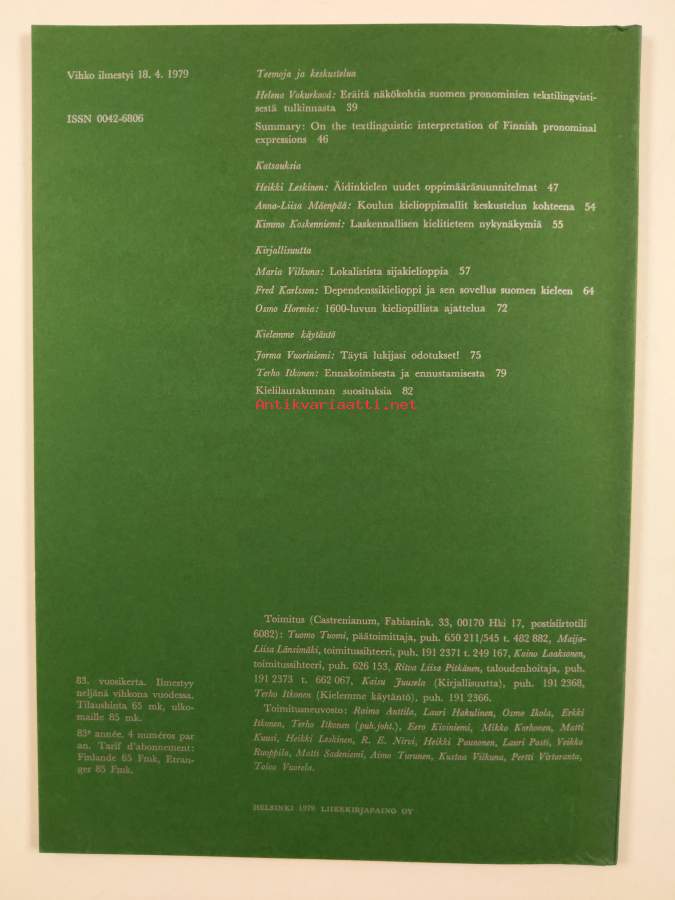 Vihko ilmestyi 18. 4. 1979
ISSN 0042-6806
Teemoja ja keskustelua
Helena Vokurková: Eräitä näkökohtia suomen pronominien tekstilingvisti-
sestä tulkinnasta 39
Summary: On the textlinguistic interpretation of Finnish pronominal
expressions 46
Katsauksia
Heikki Leskinen: Äidinkielen uudet oppimääräsuunnitelmat 47
Anna-Liisa Mäenpää: Koulun kielioppimallit keskustelun kohteena 54
Kimmo Koskenniemi: Laskennallisen kielitieteen nykynäkymiä 55
Kirjallisuutta
Maria Vilkuna: Lokalistista sijakielioppia 57
Fred Karlsson: Dependenssikielioppi ja sen sovellus suomen kieleen 64
Osmo Hormia: 1600-luvun kieliopillista ajattelua 72
Kielemme käytäntö
Jorma Vuoriniemi: Täytä lukijasi odotukset! 75
Terho Itkonen: Ennakoimisesta ja ennustamisesta 79
Kielilautakunnan suosituksia 82
Antikvariaatti.net
83. vuosikerta. Ilmestyy
neljänä vihkona vuodessa.
Tilaushinta 65 mk, ulko-
maille 85 mk.
83e année. 4 numéros par
an. Tarif d'abonnement:
Finlande 65 Fmk, Etran-
ger 85 Fmk.
Toimitus (Castrenianum, Fabianink. 33, 00170 Hki 17, postisiirtotili
6082): Tuomo Tuomi, päätoimittaja, puh. 650 211/545 t. 482 882, Maija-
Liisa Länsimäki, toimitussihteeri, puh. 191 2371 t. 249 167, Kaino Laaksonen,
toimitussihteeri, puh. 626 153, Ritva Liisa Pitkänen, taloudenhoitaja, puh.
191 2373 t. 662 067, Kaisu Juusela (Kirjallisuutta), puh. 191 2368,
Terho Itkonen (Kielemme käytäntö), puh. 191 2366.
Toimitusneuvosto: Raimo Anttila, Lauri Hakulinen, Osmo Ikola, Erkki
Itkonen, Terho Itkonen (puh.joht.), Eero Kiviniemi, Mikko Korhonen, Matti
Kuusi, Heikki Leskinen, R. E. Nirvi, Heikki Paunonen, Lauri Posti, Veikko
Ruoppila, Matti Sadeniemi, Aimo Turunen, Kustaa Vilkuna, Pertti Virtaranta,
Toivo Vuorela.
HELSINKI 1979 LIIKEKIRJAPAINO OY